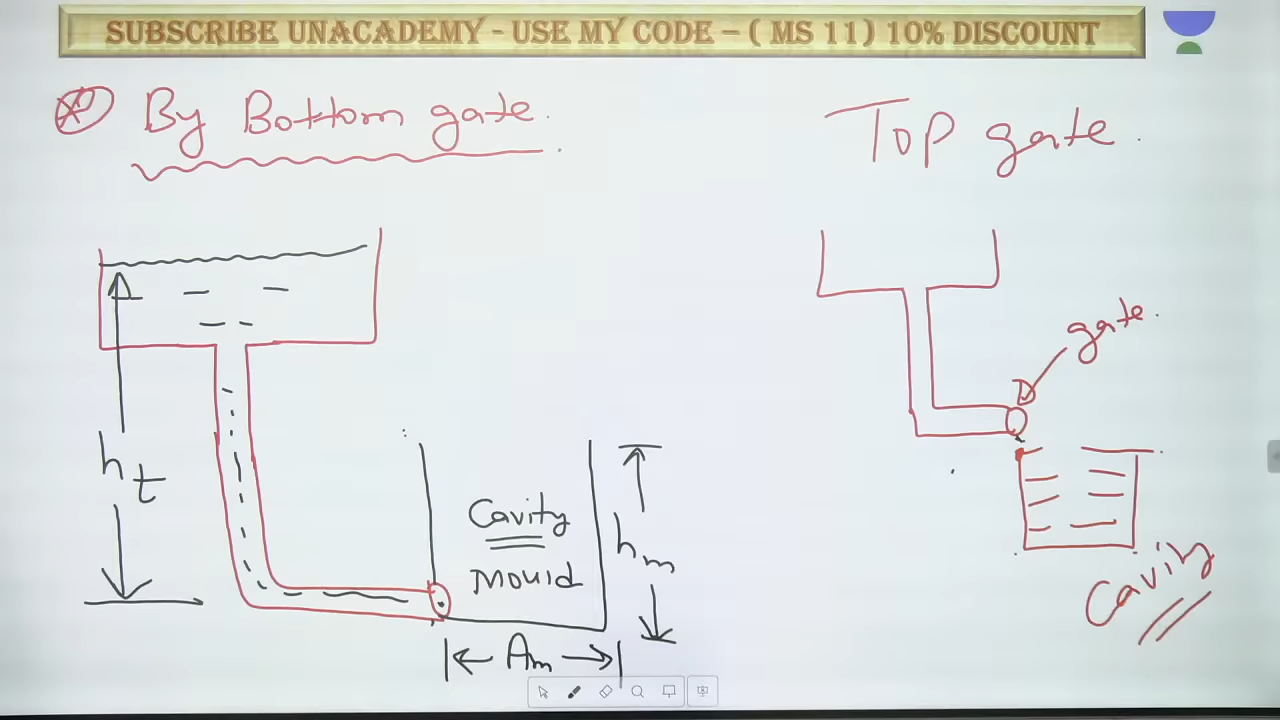 SUBSCRIBE UNACADEMY - USE MY CODE – ( MS 11) 10% DISCOUNT
By Bottom gate.
Top gate.
gate.
ht
Cavity
Mould
hm
Am
Cavity